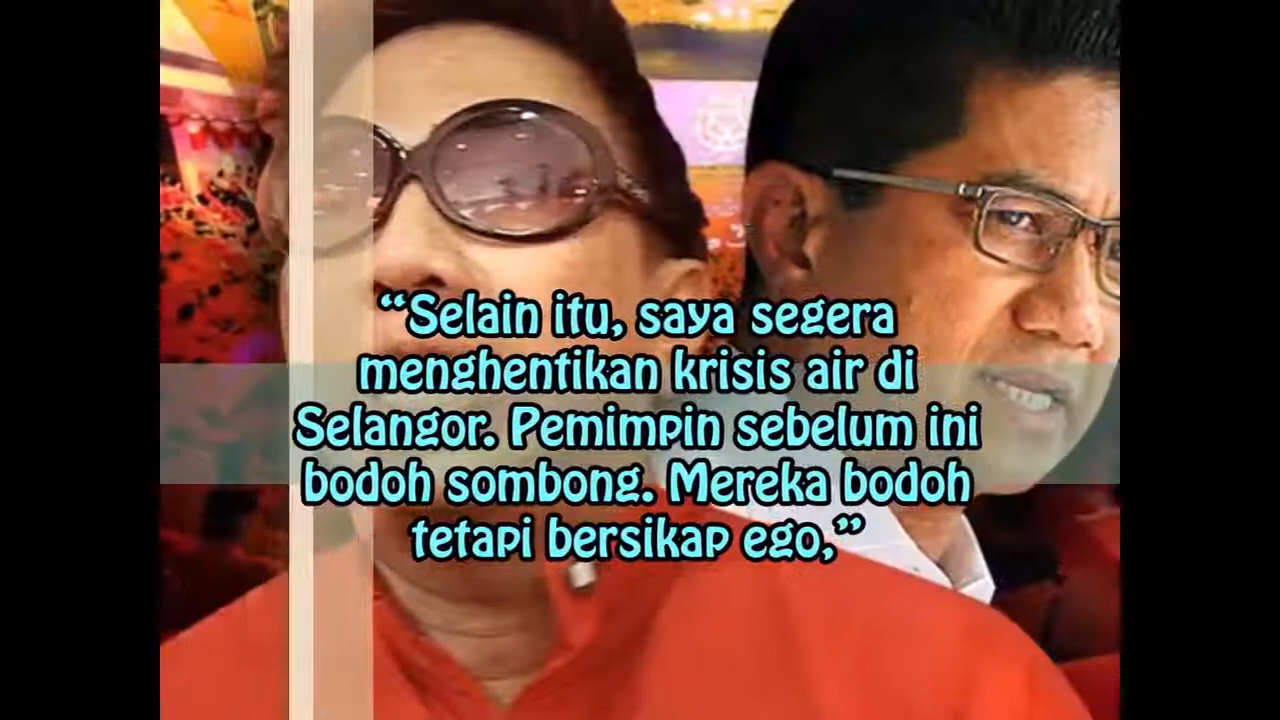 “Selain itu, saya segera
menghentikan krisis air di
Selangor. Pemimpin sebelum ini
bodoh sombong. Mereka bodoh
tetapi bersikap ego,”